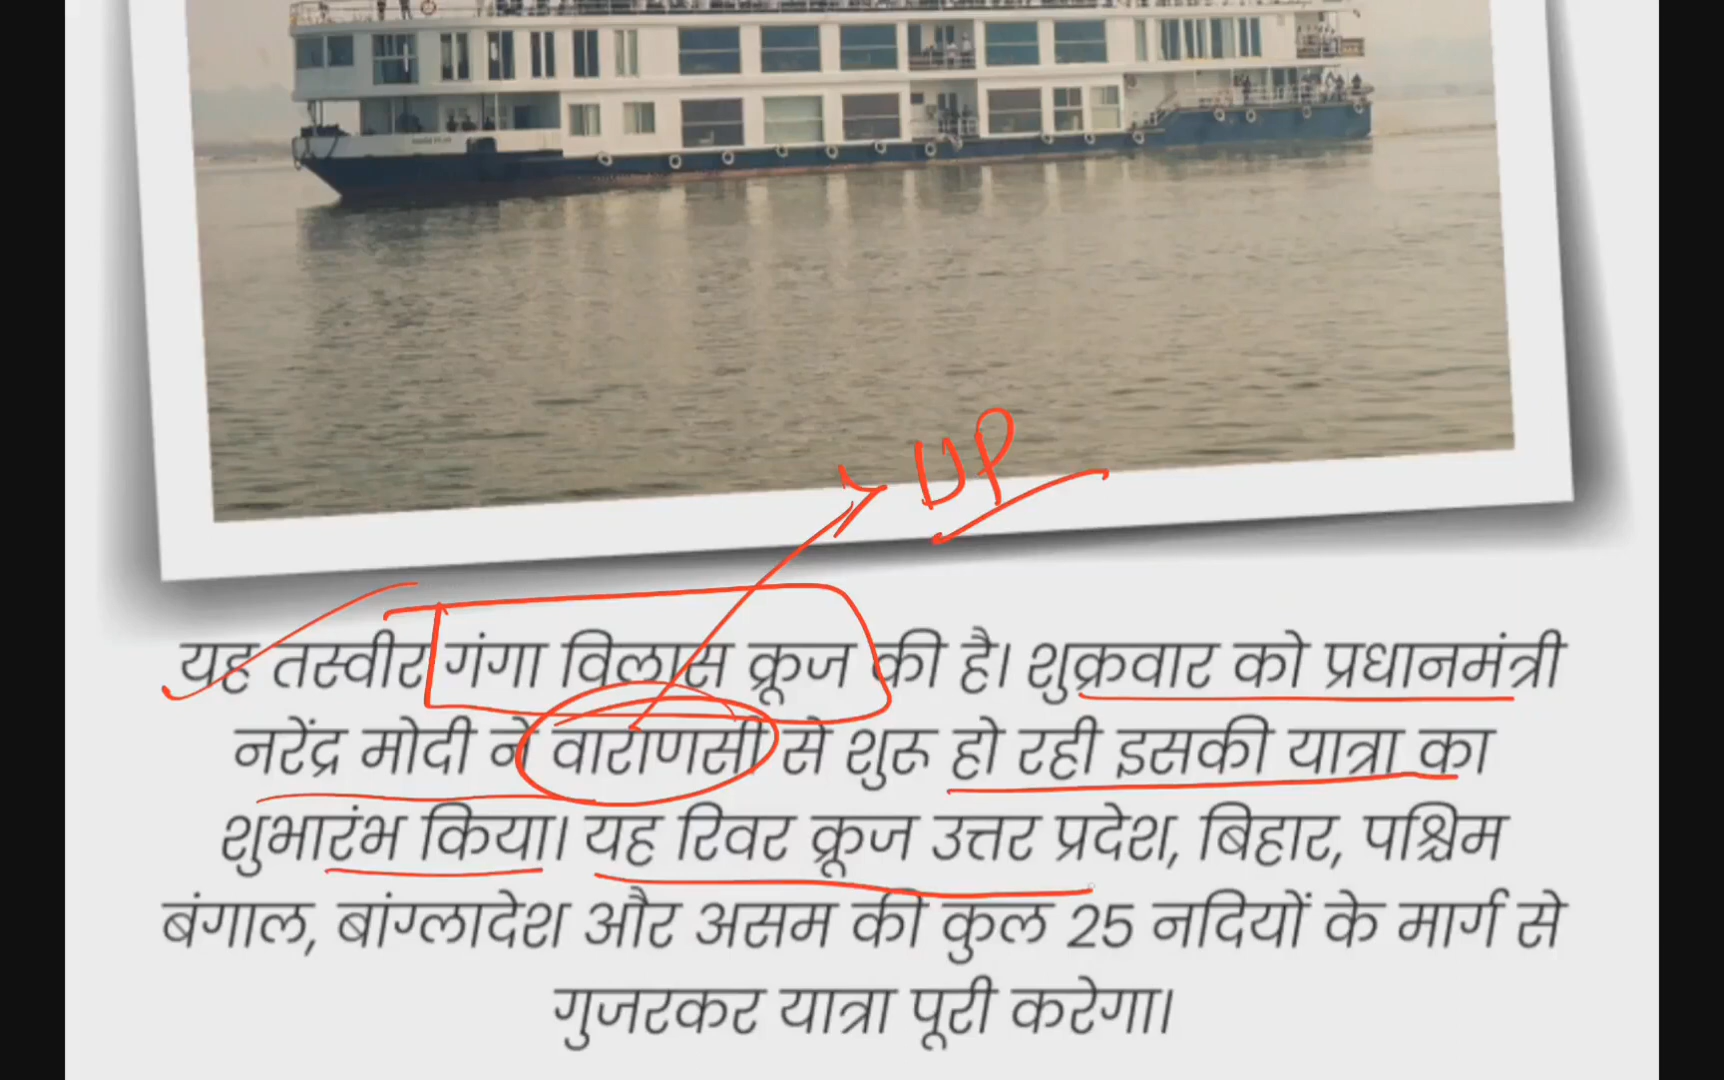 UP
यह तस्वीर गंगा विलास क्रूज की है। शुक्रवार को प्रधानमंत्री
नरेंद्र मोदी ने वाराणसी से शुरू हो रही इसकी यात्रा का
शुभारंभ किया। यह रिवर क्रूज उत्तर प्रदेश, बिहार, पश्चिम
बंगाल, बांग्लादेश और असम की कुल 25 नदियों के मार्ग से
गुजरकर यात्रा पूरी करेगा।